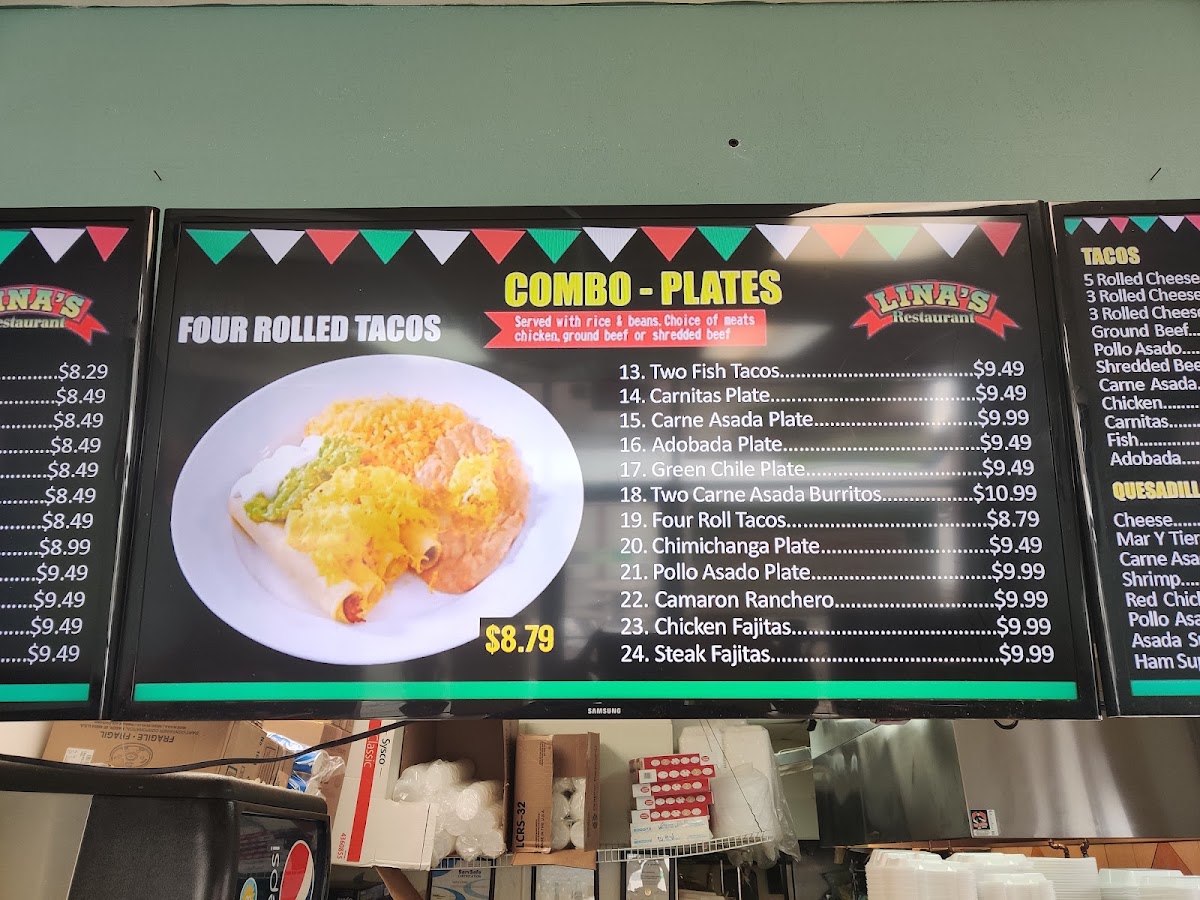 INA'S
estaurant
.............$8.29
............$8.49
............$8.49
..........$8.49
.........$8.49
.........$8.49
........$8.49
.......$8.99
.......$9.49
......$9.49
.....$9.49
.....$9.49
COMBO - PLATES
LINA'S
Restaurant
FOUR ROLLED TACOS
Served with rice & beans. Choice of meats
chicken, ground beef or shredded beef
13. Two Fish Tacos..................................$9.49
14. Carnitas Plate...................................$9.49
15. Carne Asada Plate............................$9.99
16. Adobada Plate..................................$9.49
17. Green Chile Plate..............................$9.49
18. Two Carne Asada Burritos................$10.99
19. Four Roll Tacos...................................$8.79
20. Chimichanga Plate.............................$9.49
21. Pollo Asado Plate...............................$9.99
22. Camaron Ranchero...........................$9.99
23. Chicken Fajitas...................................$9.99
24. Steak Fajitas.......................................$9.99
$8.79
SAMSUNG
TACOS
5 Rolled Cheese
3 Rolled Cheese
3 Rolled Cheese
Ground Beef..
Pollo Asado....
Shredded Bee
Carne Asada.
Chicken.........
Carnitas........
Fish...............
Adobada.......
QUESADILL
Cheese.........
Mar Y Tier
Carne Asa
Shrimp.....
Red Chic
Pollo Asa
Asada S
Ham Su
FRAGILE • FRAGIL
Sysco
Classic
LCRS-32
pepsi